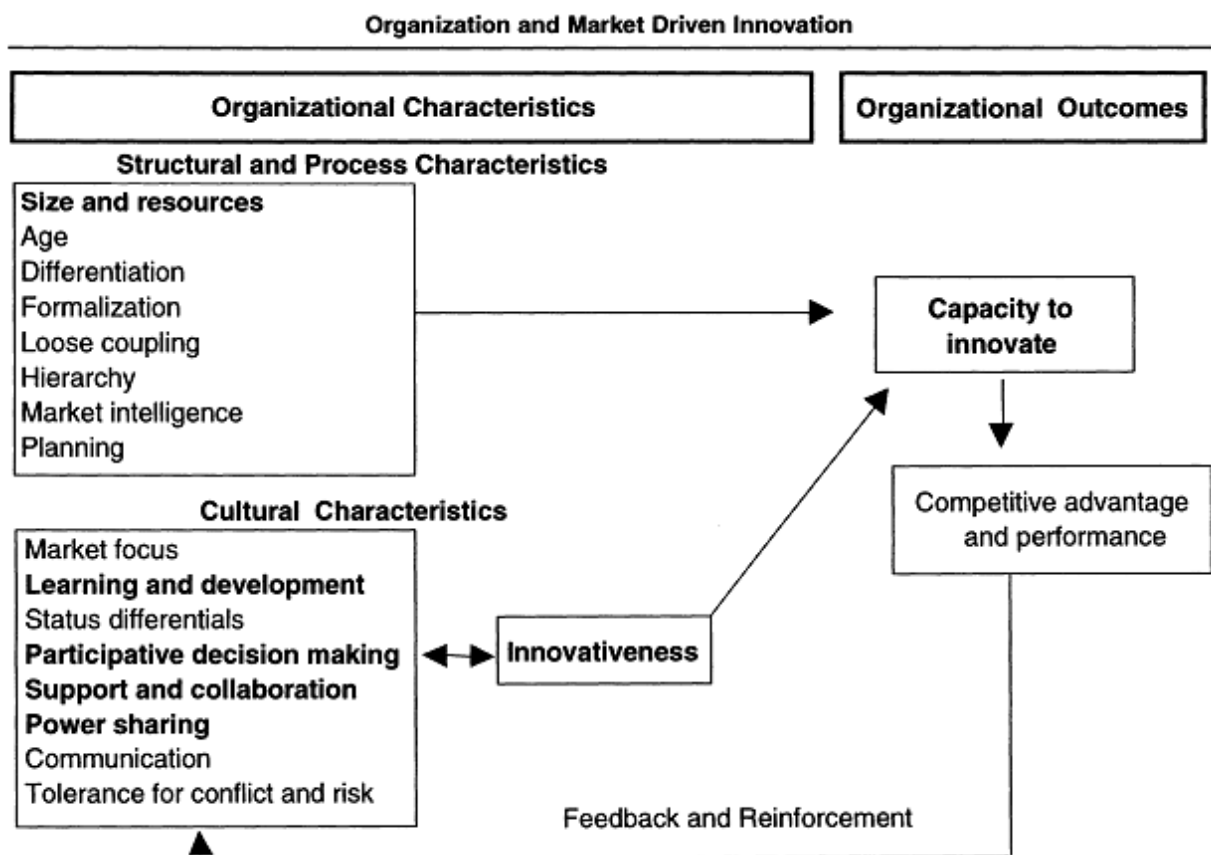 Organization and Market Driven Innovation
Organizational Characteristics
Organizational Outcomes
Structural and Process Characteristics
Size and resources
Age
Differentiation
Formalization
Loose coupling
Hierarchy
Market intelligence
Planning
Capacity to
innovate
Cultural Characteristics
Market focus
Learning and development
Status differentials
Participative decision making
Support and collaboration
Power sharing
Communication
Tolerance for conflict and risk
Innovativeness
Competitive advantage
and performance
Feedback and Reinforcement